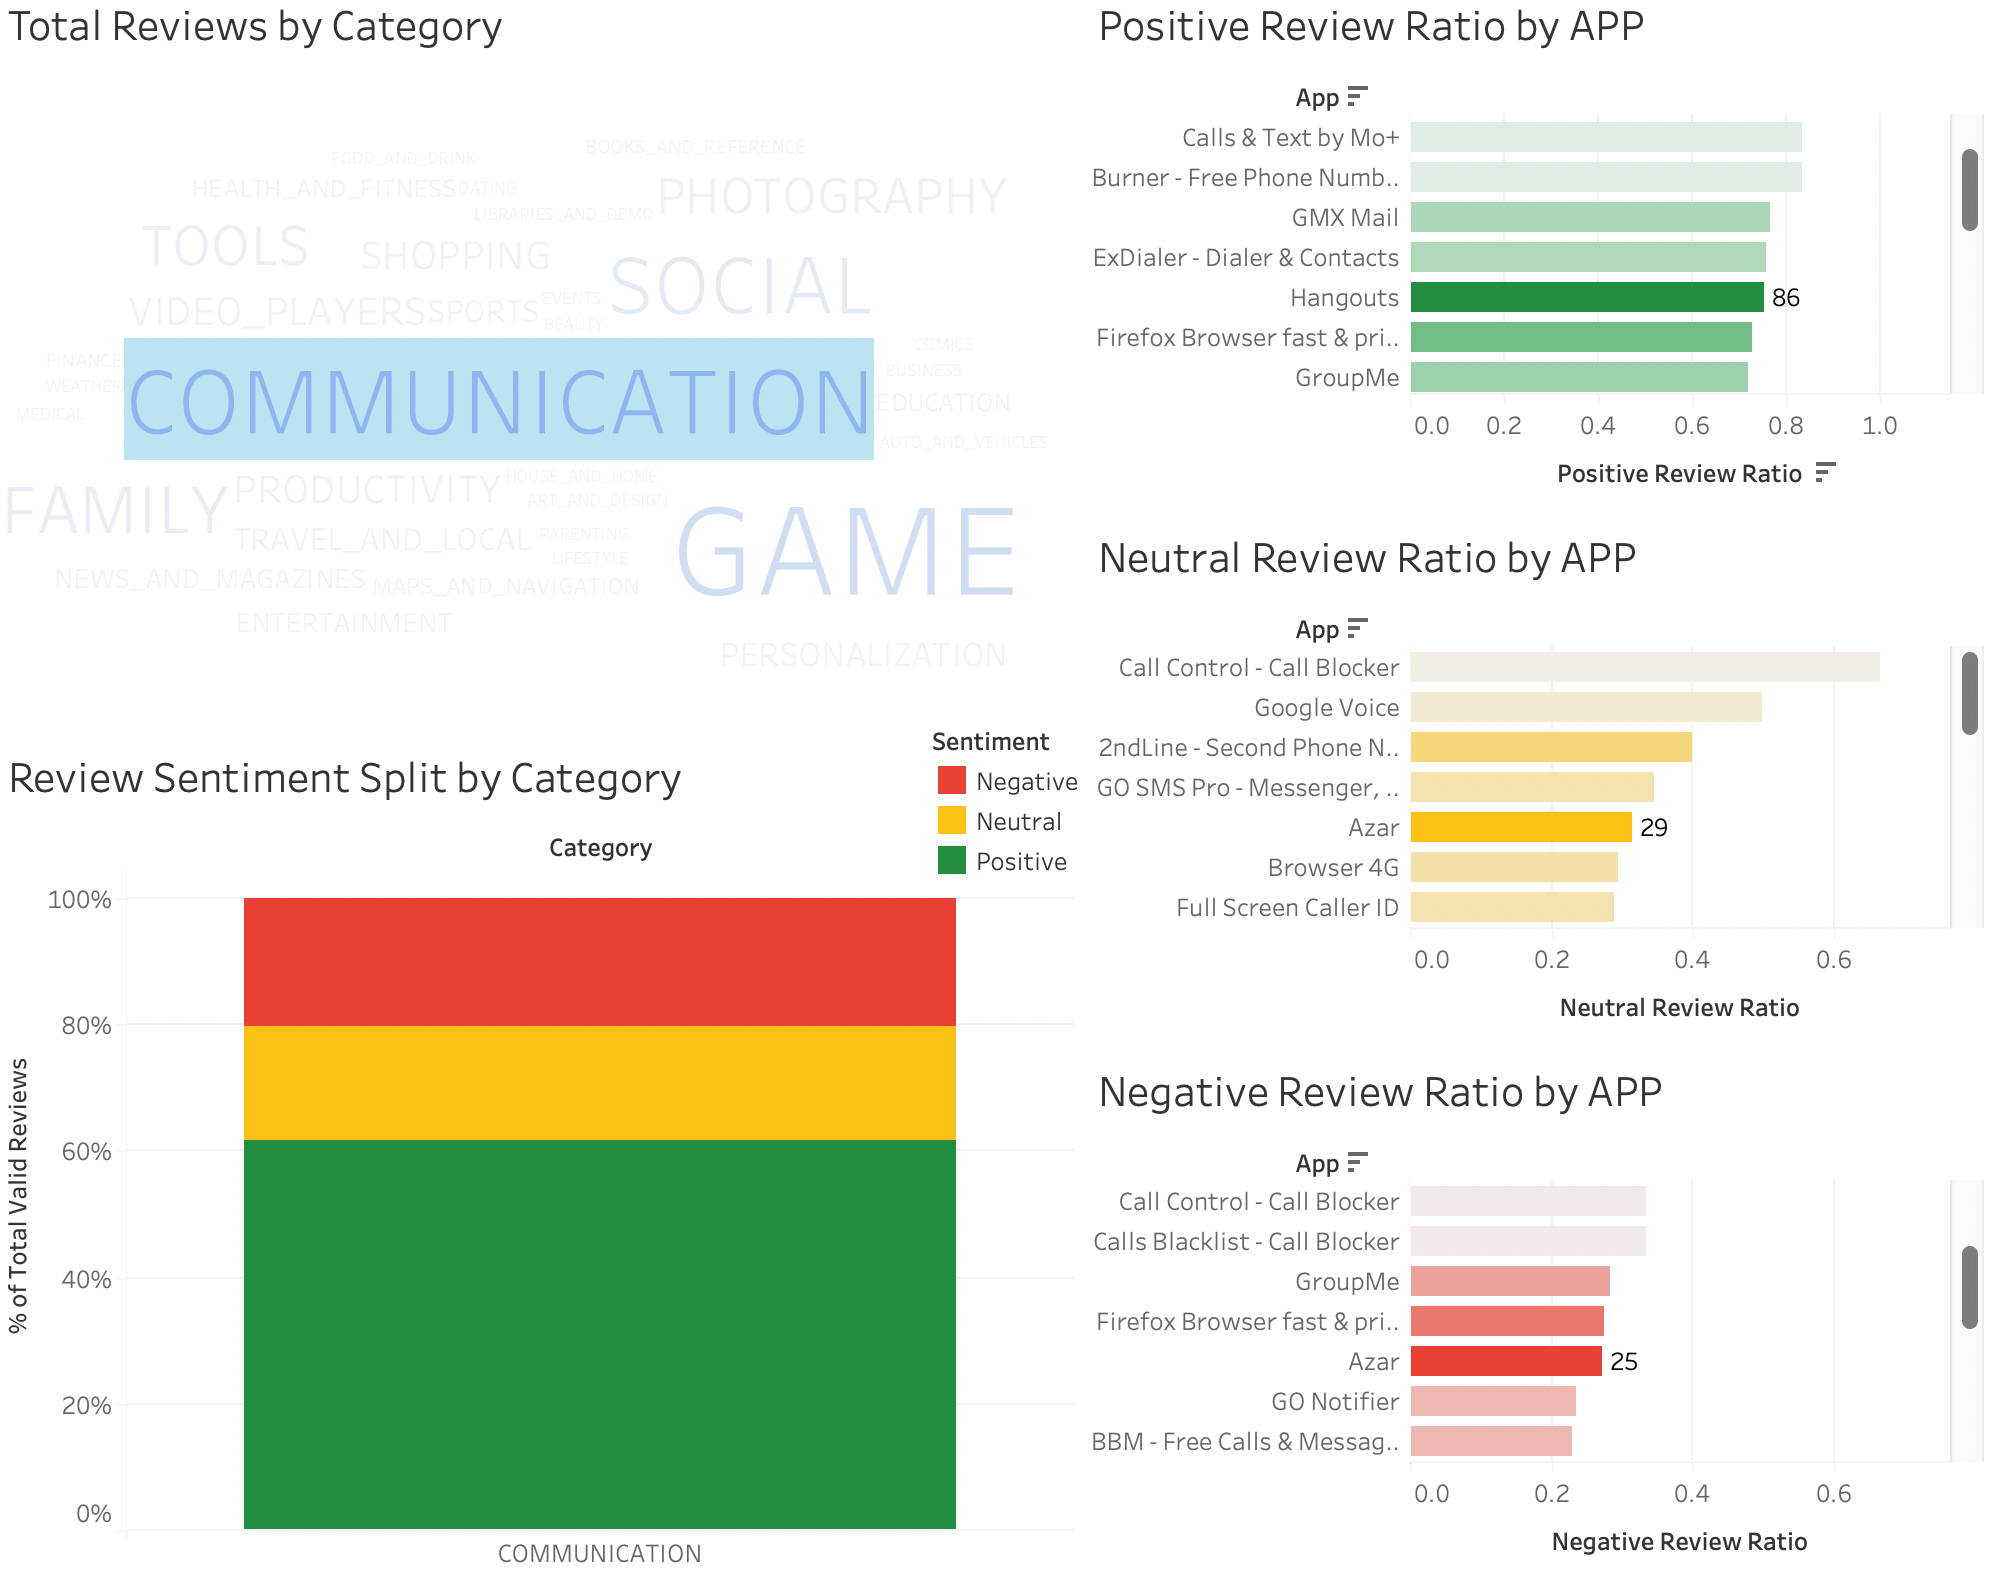 Total Reviews by Category
BOOKS_AND_REFERENCE
FOOD_AND_DRINK
HEALTH_AND_FITNESS DATING
PHOTOGRAPHY
LIBRARIES_AND_DEMO
TOOLS
SHOPPING
SOCIAL
VIDEO_PLAYERS SPORTS EVENTS
BEAUTY
FINANCE
COMICS
WEATHER
BUSINESS
MEDICAL
COMMUNICATION
EDUCATION
AUTO_AND_VEHICLES
FAMILY
PRODUCTIVITY HOUSE_AND_HOME
ART_AND_DESIGN
GAME
TRAVEL_AND_LOCAL PARENTING
LIFESTYLE
NEWS_AND_MAGAZINES MAPS_AND_NAVIGATION
ENTERTAINMENT
PERSONALIZATION
Review Sentiment Split by Category
Sentiment
Negative
Neutral
Positive
Category
100%
80%
60%
40%
20%
0%
% of Total Valid Reviews
COMMUNICATION
Positive Review Ratio by APP
App
Calls & Text by Mo+
Burner - Free Phone Numb..
GMX Mail
ExDialer - Dialer & Contacts
Hangouts 86
Firefox Browser fast & pri..
GroupMe
0.0 0.2 0.4 0.6 0.8 1.0
Positive Review Ratio
Neutral Review Ratio by APP
App
Call Control - Call Blocker
Google Voice
2ndLine - Second Phone N..
GO SMS Pro - Messenger, ..
Azar 29
Browser 4G
Full Screen Caller ID
0.0 0.2 0.4 0.6
Neutral Review Ratio
Negative Review Ratio by APP
App
Call Control - Call Blocker
Calls Blacklist - Call Blocker
GroupMe
Firefox Browser fast & pri..
Azar 25
GO Notifier
BBM - Free Calls & Messag..
0.0 0.2 0.4 0.6
Negative Review Ratio